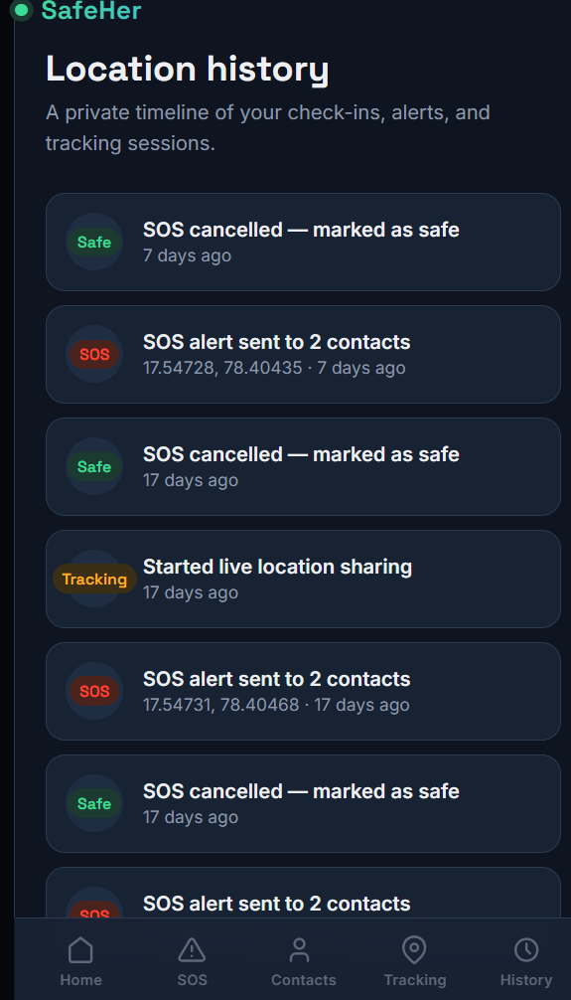 SafeHer
Location history
A private timeline of your check-ins, alerts, and
tracking sessions.
Safe
SOS cancelled — marked as safe
7 days ago
SOS
SOS alert sent to 2 contacts
17.54728, 78.40435 · 7 days ago
Safe
SOS cancelled — marked as safe
17 days ago
Tracking
Started live location sharing
17 days ago
SOS
SOS alert sent to 2 contacts
17.54731, 78.40468 · 17 days ago
Safe
SOS cancelled — marked as safe
17 days ago
SOS
SOS alert sent to 2 contacts
Home
SOS
Contacts
Tracking
History